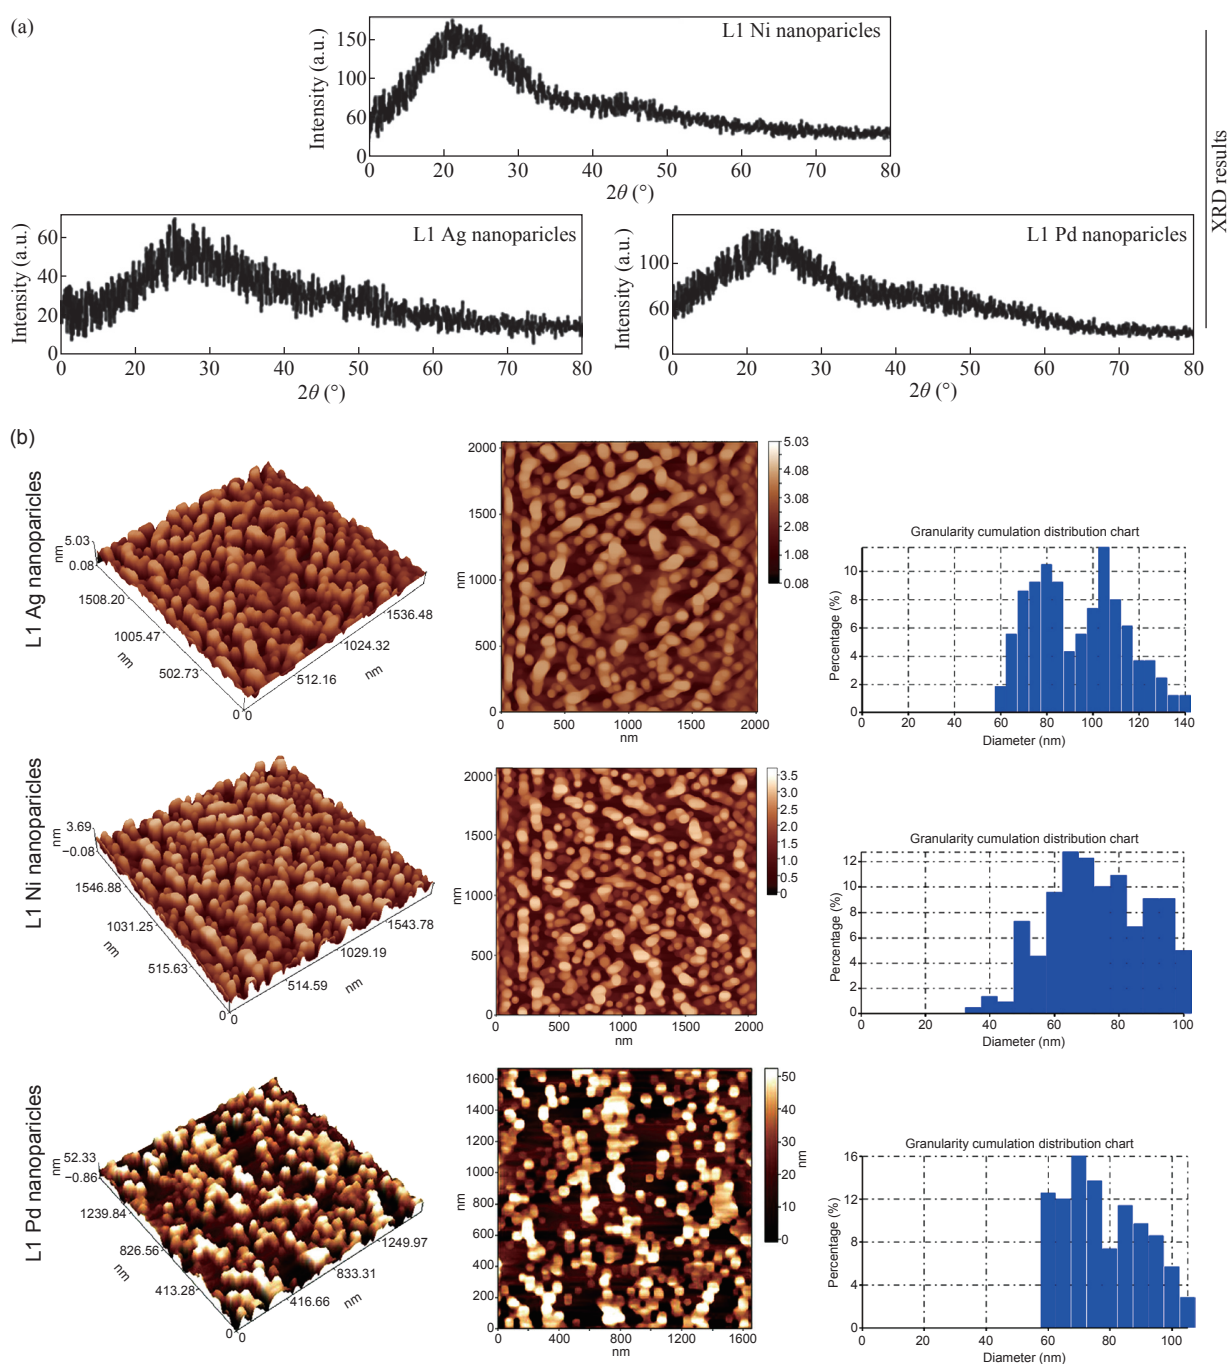 (a)
L1 Ni nanoparicles
Intensity (a.u.)
150
100
60
0
0 10 20 30 40 50 60 70 80
2θ (°)
XRD results
L1 Ag nanoparicles
Intensity (a.u.)
60
40
20
0
0 10 20 30 40 50 60 70 80
2θ (°)
L1 Pd nanoparicles
Intensity (a.u.)
100
60
0
0 10 20 30 40 50 60 70 80
2θ (°)
(b)
L1 Ag nanoparicles
5.03
nm
0.08
1508.20
1005.47
502.73
nm
0
0
512.16
1024.32
1536.48
nm
2000
1500
1000
500
0
nm
0 500 1000 1500 2000
nm
5.03
4.08
3.08
2.08
1.08
0.08
Granularity cumulation distribution chart
Percentage (%)
10
8
6
4
2
0
0 20 40 60 80 100 120 140
Diameter (nm)
L1 Ni nanoparicles
3.69
nm
−0.08
1546.88
1031.25
515.63
nm
0
0
514.59
1029.19
1543.78
nm
2000
1500
1000
500
0
nm
0 500 1000 1500 2000
nm
3.5
3.0
2.5
2.0
1.5
1.0
0.5
0
Granularity cumulation distribution chart
Percentage (%)
12
10
8
6
4
2
0
0 20 40 60 80 100
Diameter (nm)
L1 Pd nanoparicles
52.33
nm
−0.86
1239.84
826.56
413.28
nm
0
0
416.66
833.31
1249.97
nm
1600
1400
1200
1000
800
600
400
200
0
nm
0 400 800 1200 1600
nm
50
40
30
20
10
0
nm
Granularity cumulation distribution chart
Percentage (%)
16
12
8
4
0
0 20 40 60 80 100
Diameter (nm)